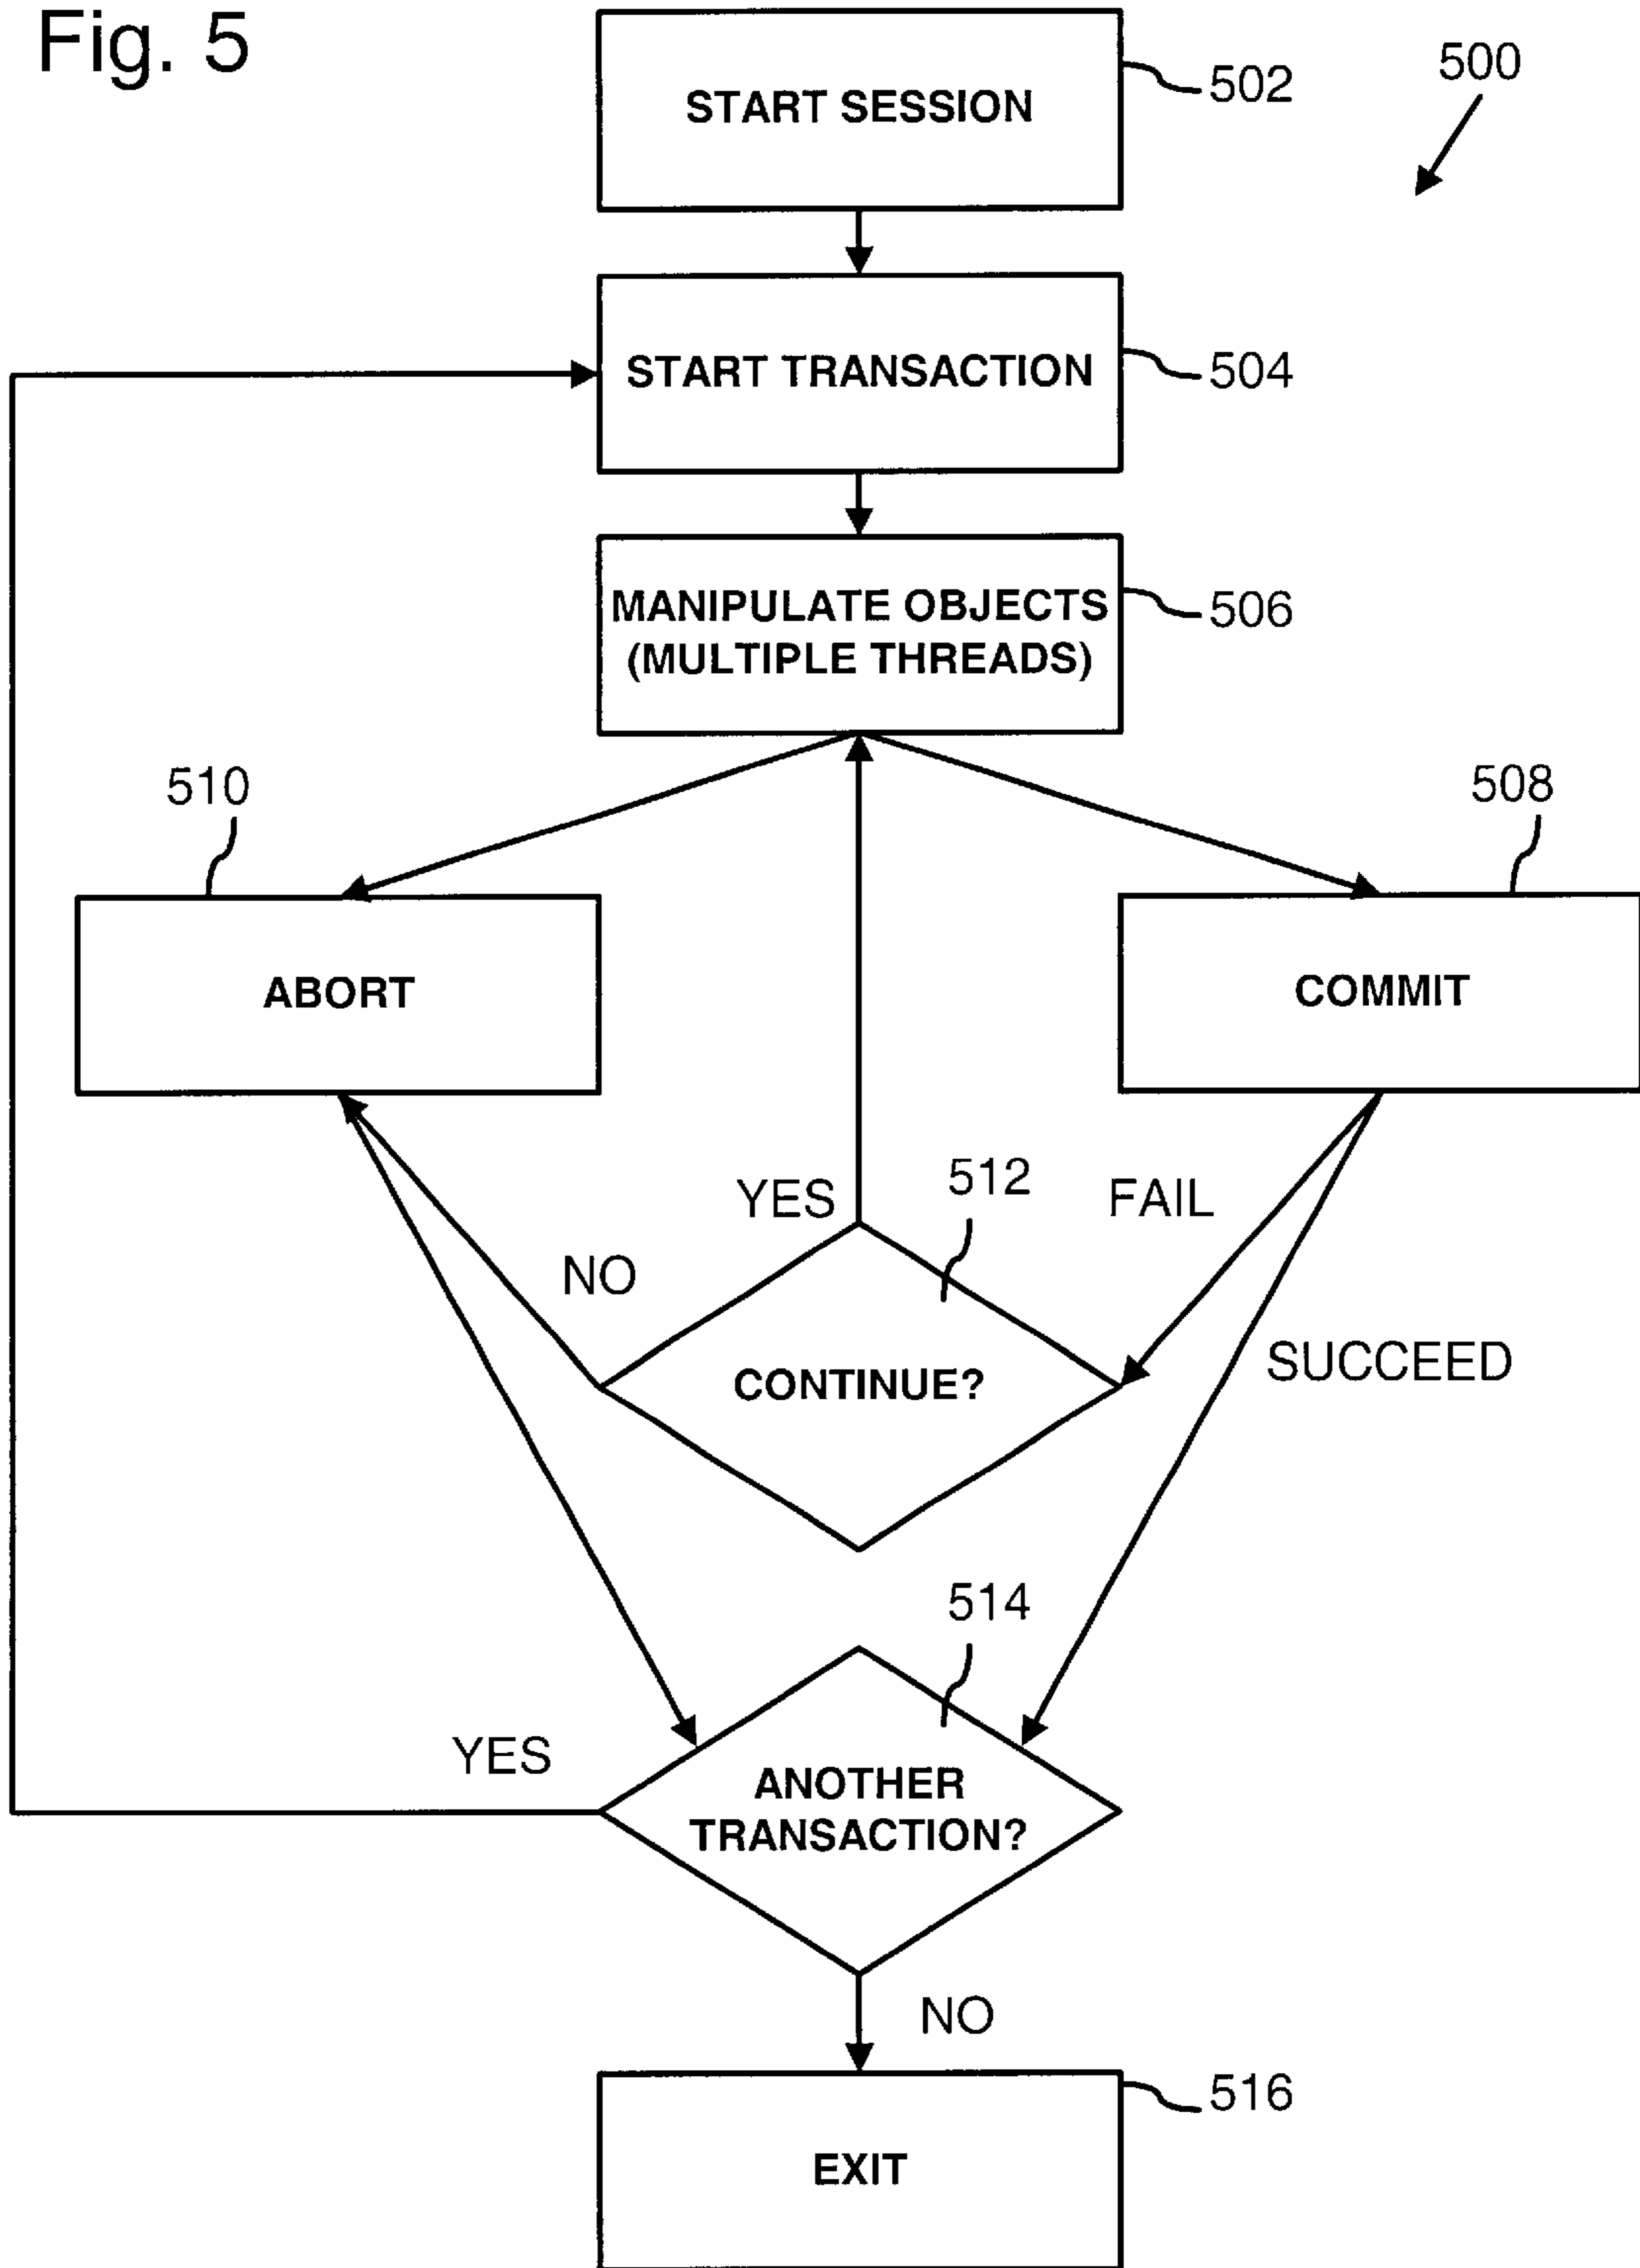 Fig. 5
500
START SESSION
502
START TRANSACTION
504
MANIPULATE OBJECTS
(MULTIPLE THREADS)
506
510
508
ABORT
COMMIT
YES
512
FAIL
NO
CONTINUE?
SUCCEED
514
YES
ANOTHER
TRANSACTION?
NO
516
EXIT